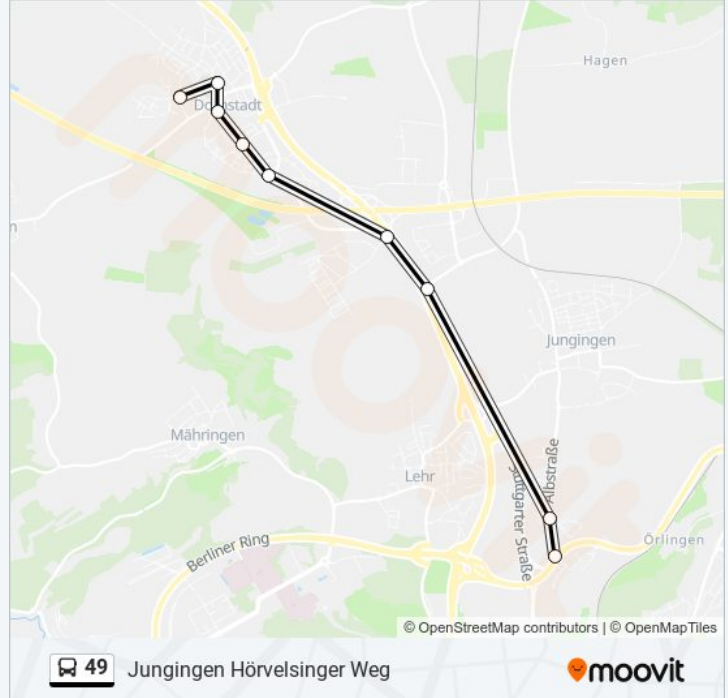 Hagen
Dornstadt
n
Jungingen
Mähringen
Albstraße
Lehr
Stuttgarter Straße
Örlingen
Berliner Ring
© OpenStreetMap contributors | © OpenMapTiles
49 Jungingen Hörvelsinger Weg
moovit